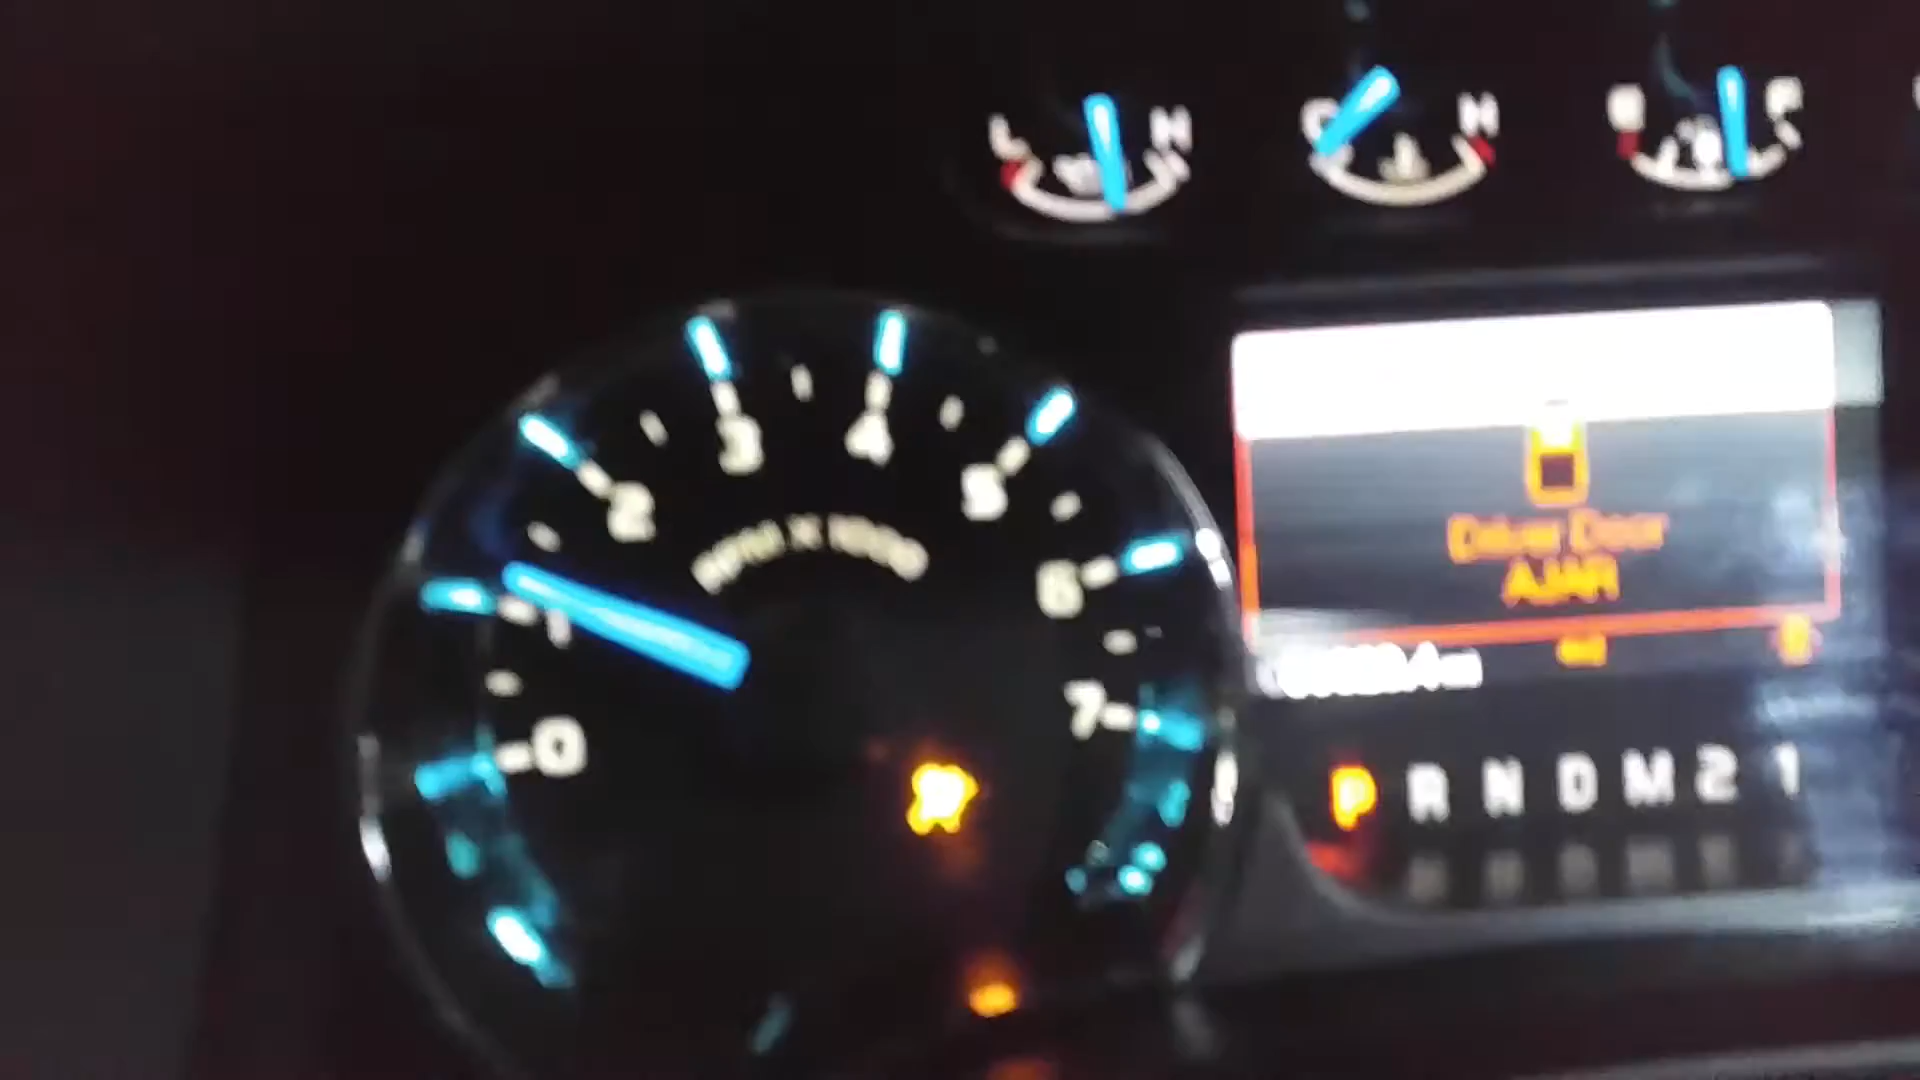 L H
C H
E F
0
1
2
3
4
5
6
7
RPM X 1000
Driver Door
AJAR
P R N D M 2 1